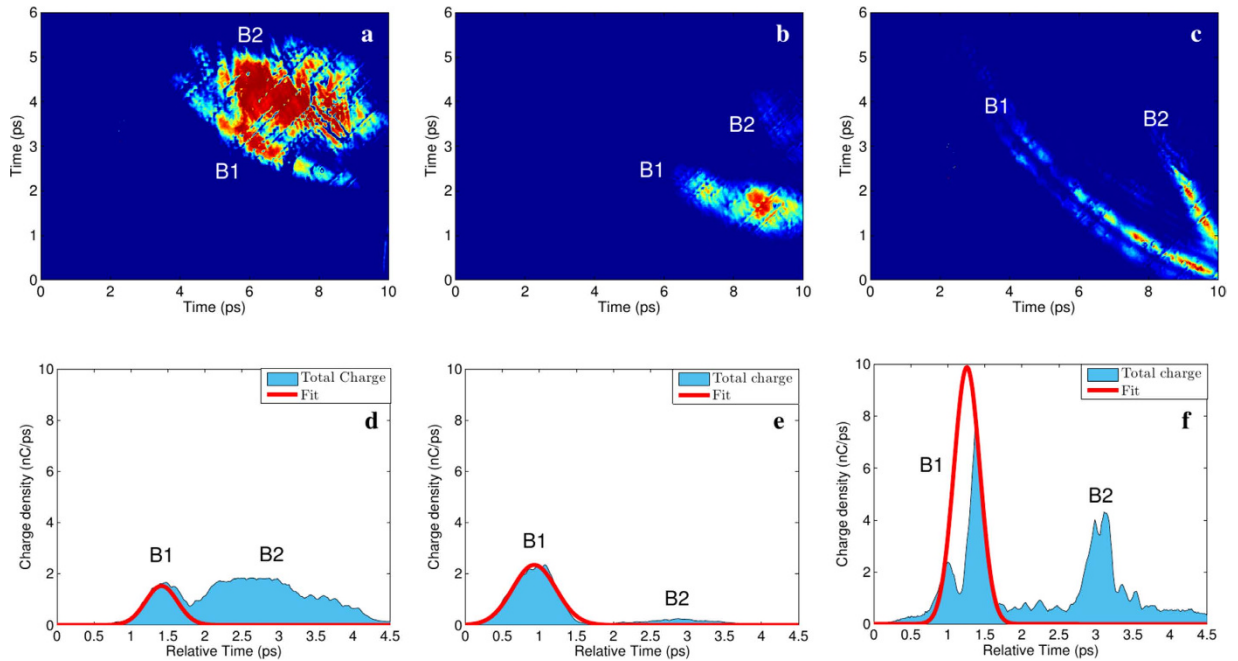 6
5
4
3
2
1
0
Time (ps)
B2
a
B1
0
2
4
6
8
10
Time (ps)
6
5
4
3
2
1
0
Time (ps)
b
B2
B1
0
2
4
6
8
10
Time (ps)
6
5
4
3
2
1
0
Time (ps)
c
B1
B2
0
2
4
6
8
10
Time (ps)
10
8
6
4
2
0
Charge density (nC/ps)
Total Charge
Fit
d
B1
B2
0 0.5 1 1.5 2 2.5 3 3.5 4 4.5
Relative Time (ps)
10
8
6
4
2
0
Charge density (nC/ps)
Total charge
Fit
e
B1
B2
0 0.5 1 1.5 2 2.5 3 3.5 4 4.5
Relative Time (ps)
10
8
6
4
2
0
Charge density (nC/ps)
Total charge
Fit
f
B1
B2
0 0.5 1 1.5 2 2.5 3 3.5 4 4.5
Relative Time (ps)